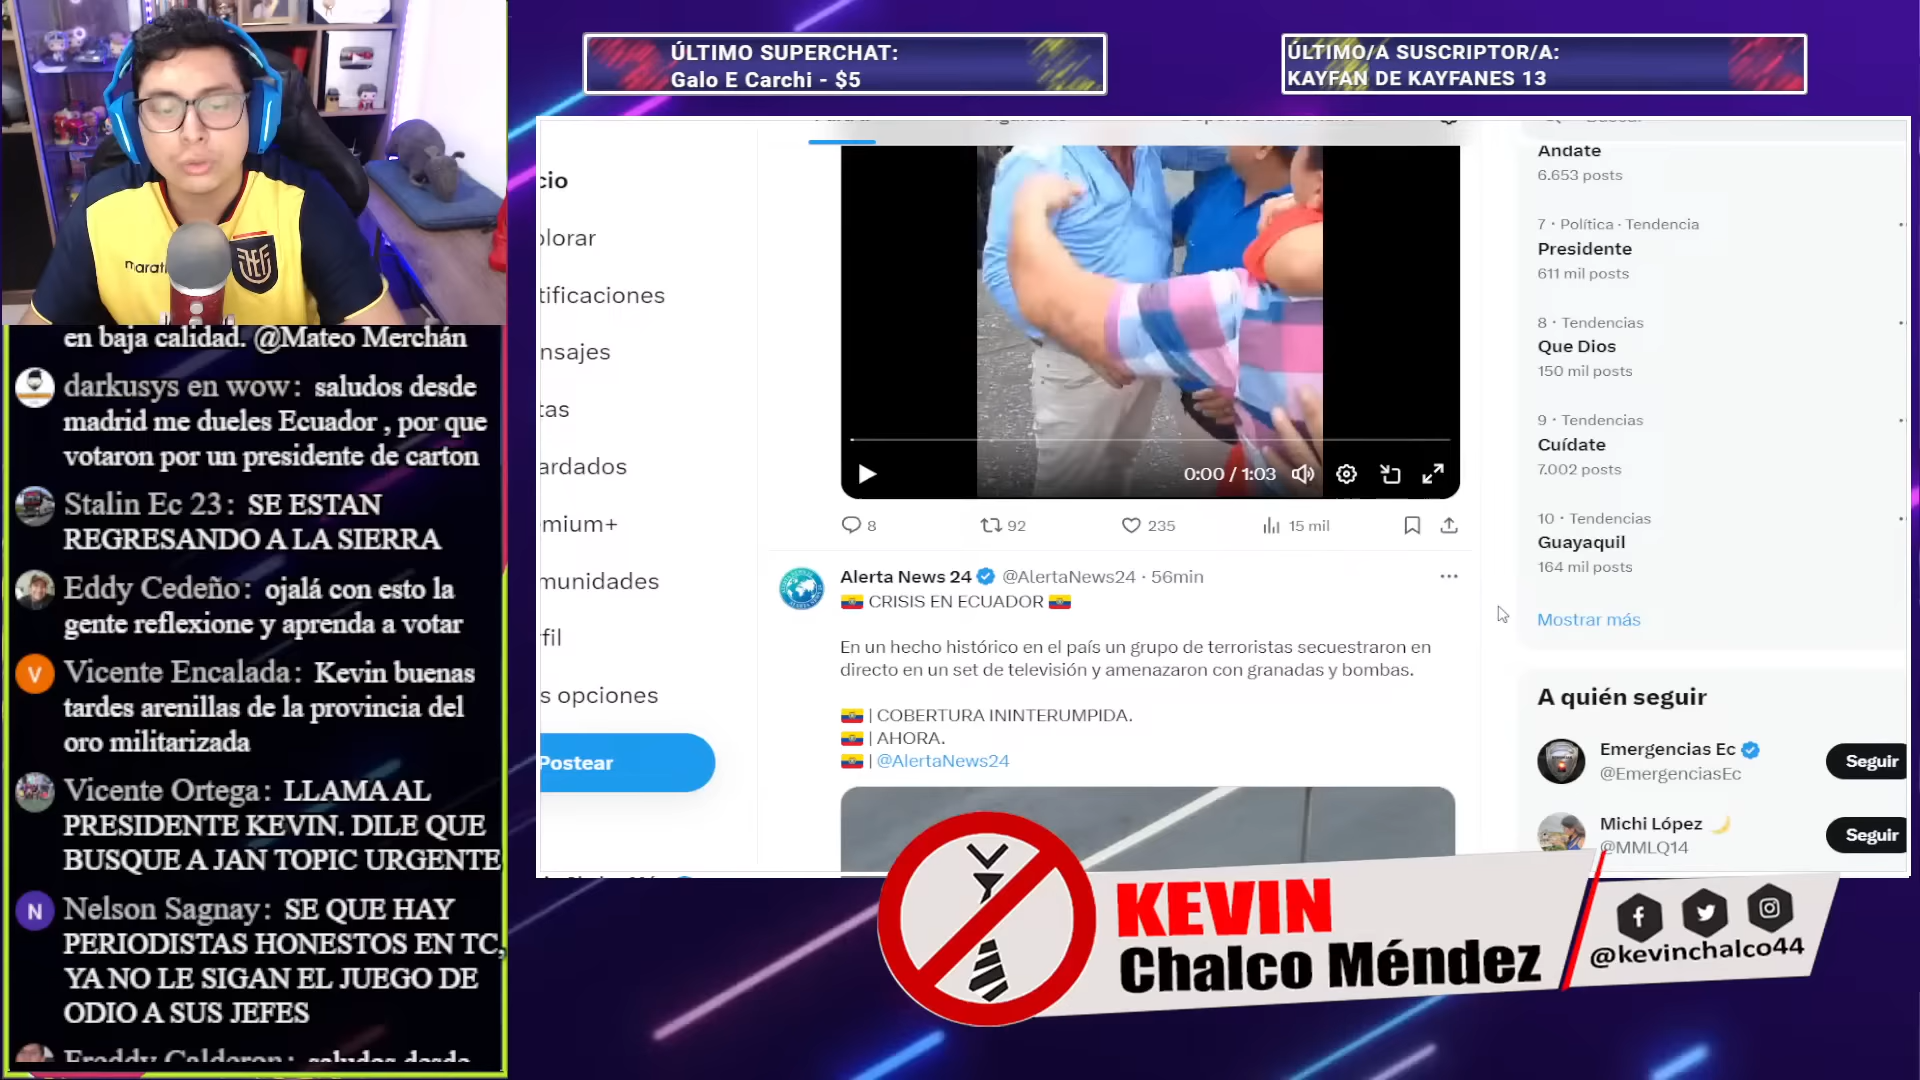 ÚLTIMO SUPERCHAT:
Galo E Carchi - $5
ÚLTIMO/A SUSCRIPTOR/A:
KAYFAN DE KAYFANES 13
marat
en baja calidad. @Mateo Merchán
darkusys en wow: saludos desde
madrid me dueles Ecuador , por que
votaron por un presidente de carton
Stalin Ec 23: SE ESTAN
REGRESANDO A LA SIERRA
Eddy Cedeño: ojalá con esto la
gente reflexione y aprenda a votar
V
Vicente Encalada: Kevin buenas
tardes arenillas de la provincia del
oro militarizada
Vicente Ortega: LLAMA AL
PRESIDENTE KEVIN. DILE QUE
BUSQUE A JAN TOPIC URGENTE
N
Nelson Sagnay: SE QUE HAY
PERIODISTAS HONESTOS EN TC,
YA NO LE SIGAN EL JUEGO DE
ODIO A SUS JEFES
Freddy Calderon: saludos desde
cio
lorar
tificaciones
nsajes
tas
ardados
mium+
munidades
fil
s opciones
Postear
0:00 / 1:03
8
92
235
15 mil
Alerta News 24 @AlertaNews24 · 56min
CRISIS EN ECUADOR
En un hecho histórico en el país un grupo de terroristas secuestraron en
directo en un set de televisión y amenazaron con granadas y bombas.
| COBERTURA ININTERUMPIDA.
| AHORA.
| @AlertaNews24
Andate
6.653 posts
7 · Política · Tendencia
Presidente
611 mil posts
8 · Tendencias
Que Dios
150 mil posts
9 · Tendencias
Cuídate
7.002 posts
10 · Tendencias
Guayaquil
164 mil posts
Mostrar más
A quién seguir
Emergencias Ec
@EmergenciasEc
Seguir
Michi López
@MMLQ14
Seguir
KEVIN
Chalco Méndez
@kevinchalco44